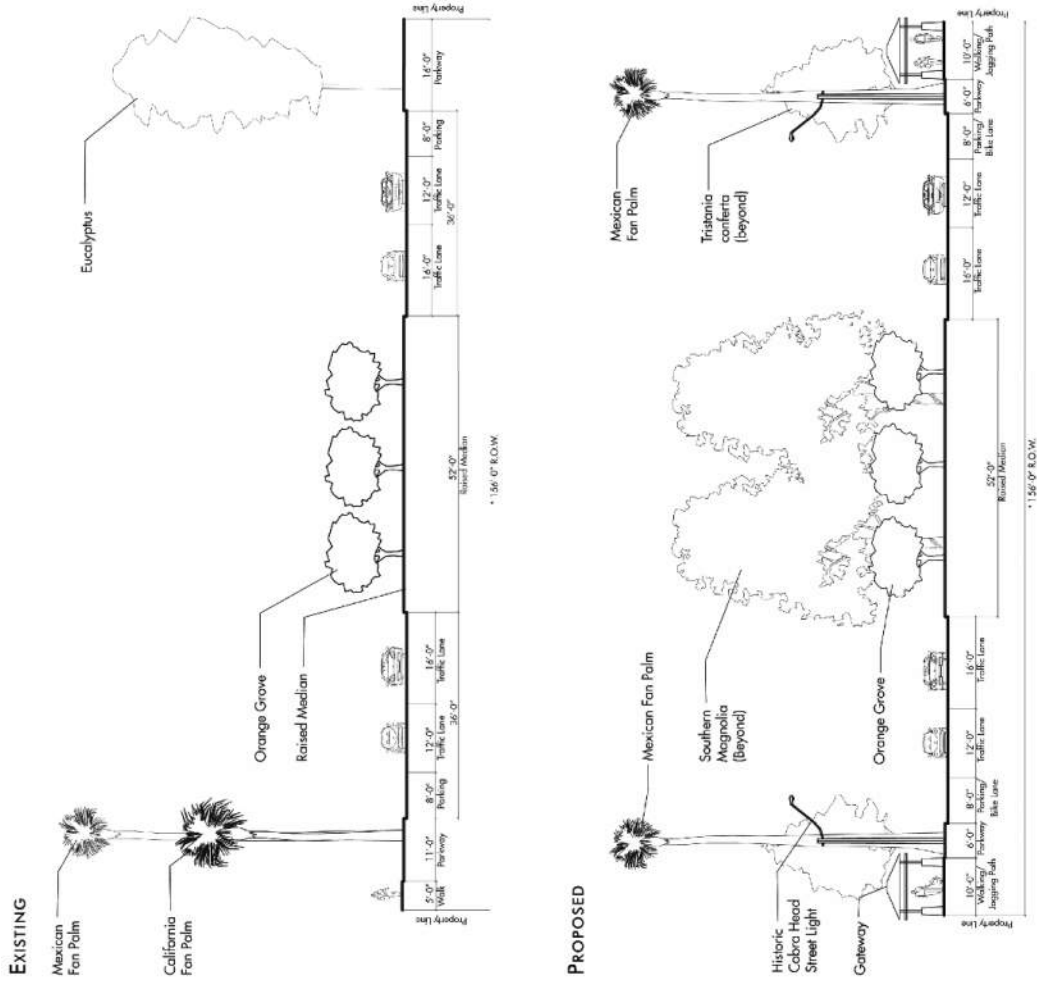 EXISTING
Mexican
Fan Palm
California
Fan Palm
Orange Grove
Raised Median
Eucalyptus
Property Line
5'-0"
Walk
11'-0"
Parkway
8'-0"
Parking
12'-0"
Traffic Lane
16'-0"
Traffic Lane
36'-0"
52'-0"
Raised Median
16'-0"
Traffic Lane
12'-0"
Traffic Lane
36'-0"
8'-0"
Parking
16'-0"
Parkway
Property Line
* 156'-0" R.O.W.
PROPOSED
Historic
Cobra Head
Street Light
Gateway
Mexican Fan Palm
Southern
Magnolia
(Beyond)
Orange Grove
Mexican
Fan Palm
Tristania
conferta
(beyond)
Property Line
10'-0"
Walking/
Jogging Path
6'-0"
Parkway
8'-0"
Parking/
Bike Lane
12'-0"
Traffic Lane
16'-0"
Traffic Lane
52'-0"
Raised Median
16'-0"
Traffic Lane
12'-0"
Traffic Lane
8'-0"
Parking/
Bike Lane
6'-0"
Parkway
10'-0"
Walking/
Jogging Path
Property Line
* 156'-0" R.O.W.